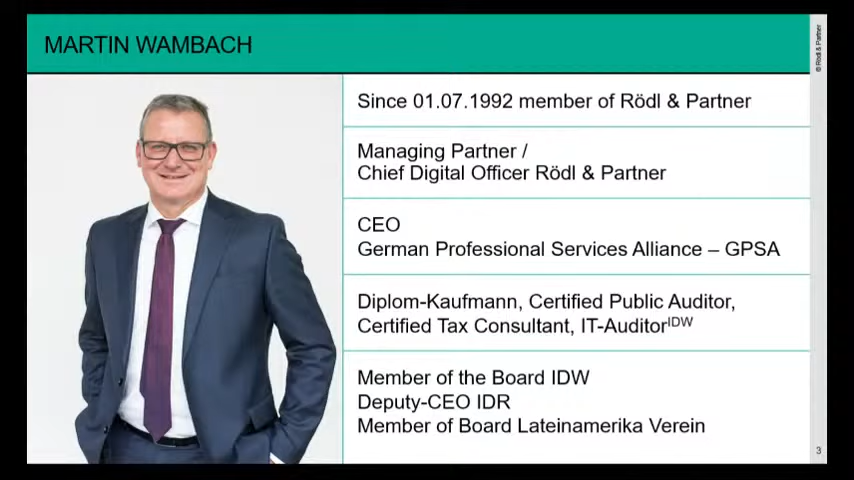 MARTIN WAMBACH
© Rödl & Partner
Since 01.07.1992 member of Rödl & Partner
Managing Partner /
Chief Digital Officer Rödl & Partner
CEO
German Professional Services Alliance – GPSA
Diplom-Kaufmann, Certified Public Auditor,
Certified Tax Consultant, IT-AuditorIDW
Member of the Board IDW
Deputy-CEO IDR
Member of Board Lateinamerika Verein
3